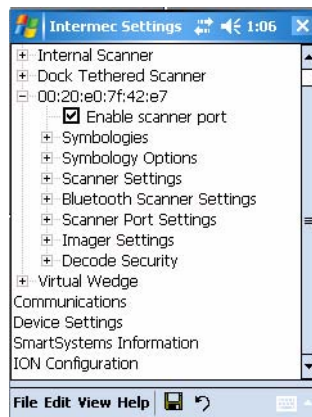 Intermec Settings 1:06
Internal Scanner
Dock Tethered Scanner
00:20:e0:7f:42:e7
Enable scanner port
Symbologies
Symbology Options
Scanner Settings
Bluetooth Scanner Settings
Scanner Port Settings
Imager Settings
Decode Security
Virtual Wedge
Communications
Device Settings
SmartSystems Information
ION Configuration
File Edit View Help